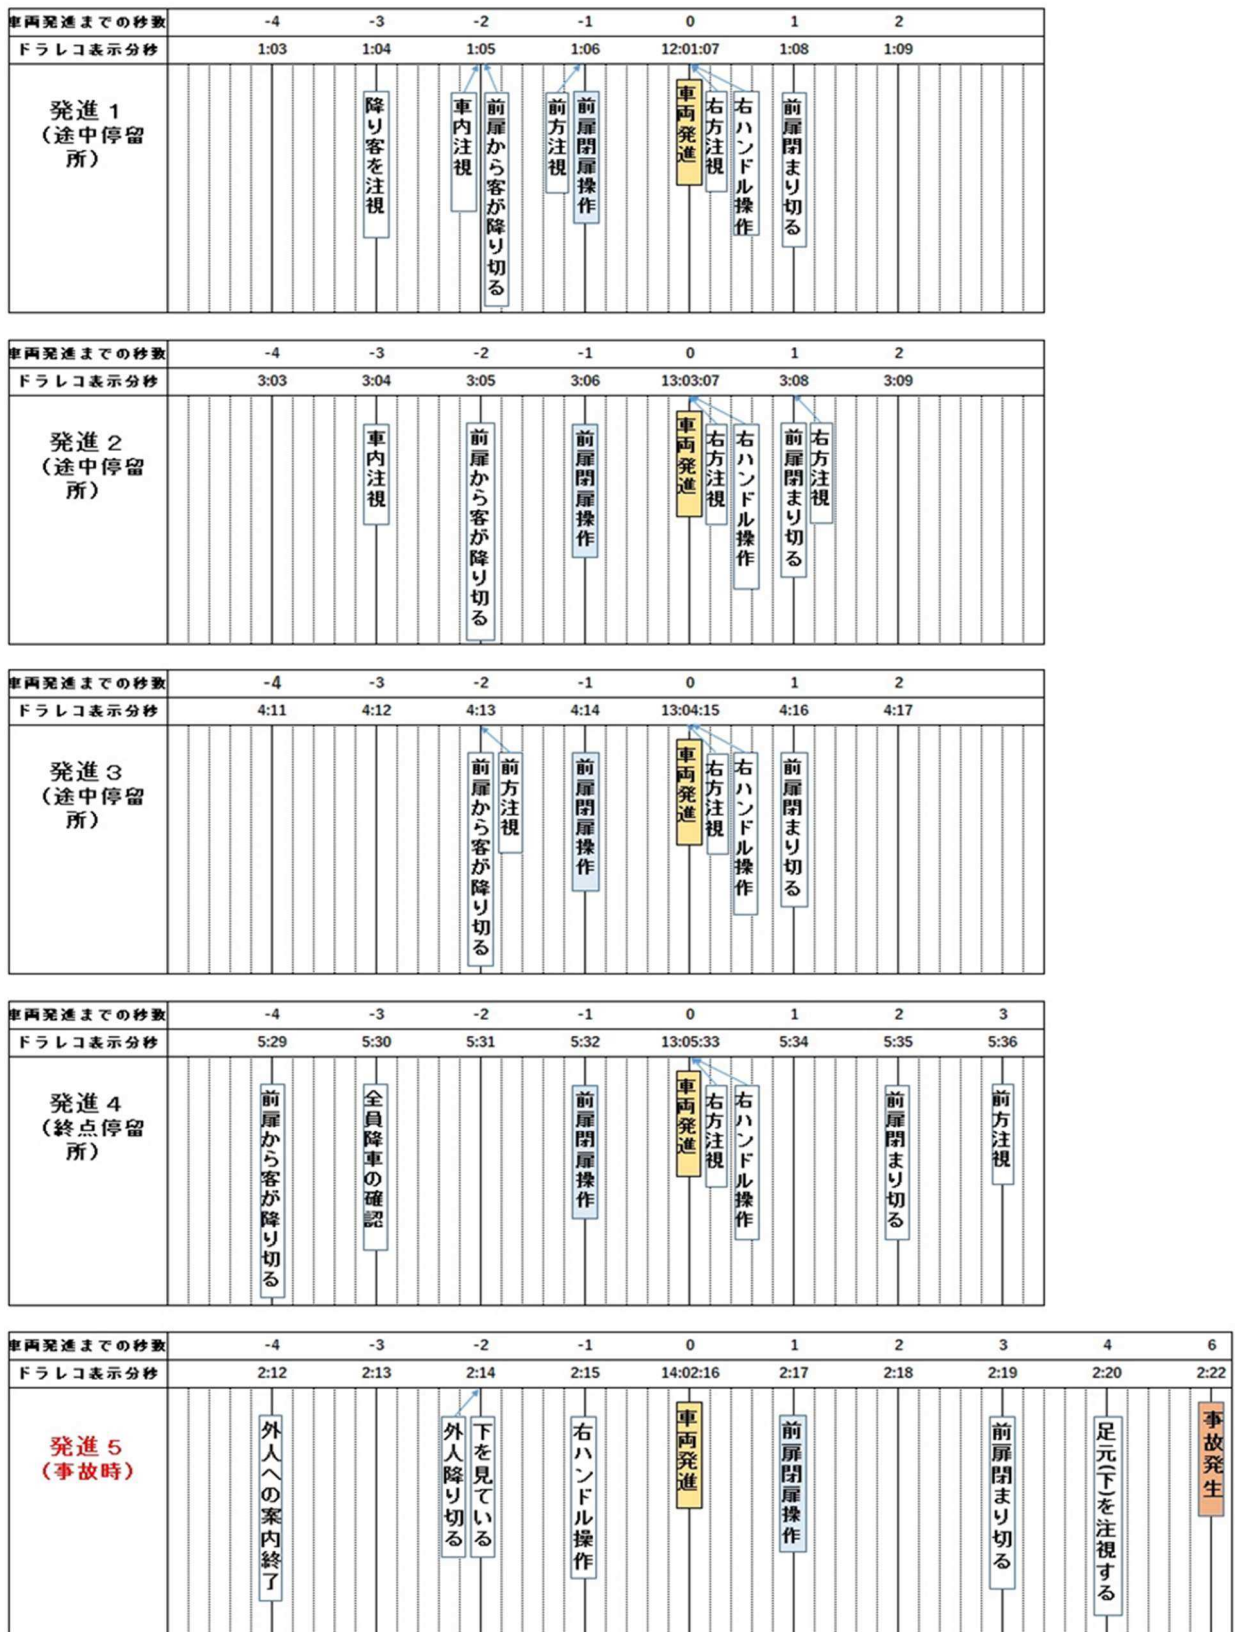 車両発進までの秒数 -4 -3 -2 -1 0 1 2
ドラレコ表示分秒 1:03 1:04 1:05 1:06 12:01:07 1:08 1:09
発進1
(途中停留
所)
降り客を注視
車内注視
前扉から客が降り切る
前方注視
前扉閉扉操作
車両発進
右方注視
右ハンドル操作
前扉閉まり切る
車両発進までの秒数 -4 -3 -2 -1 0 1 2
ドラレコ表示分秒 3:03 3:04 3:05 3:06 13:03:07 3:08 3:09
発進2
(途中停留
所)
車内注視
前扉から客が降り切る
前扉閉扉操作
車両発進
右方注視
右ハンドル操作
前扉閉まり切る
右方注視
車両発進までの秒数 -4 -3 -2 -1 0 1 2
ドラレコ表示分秒 4:11 4:12 4:13 4:14 13:04:15 4:16 4:17
発進3
(途中停留
所)
前扉から客が降り切る
前方注視
前扉閉扉操作
車両発進
右方注視
右ハンドル操作
前扉閉まり切る
車両発進までの秒数 -4 -3 -2 -1 0 1 2 3
ドラレコ表示分秒 5:29 5:30 5:31 5:32 13:05:33 5:34 5:35 5:36
発進4
(終点停留
所)
前扉から客が降り切る
全員降車の確認
前扉閉扉操作
車両発進
右方注視
右ハンドル操作
前扉閉まり切る
前方注視
車両発進までの秒数 -4 -3 -2 -1 0 1 2 3 4 6
ドラレコ表示分秒 2:12 2:13 2:14 2:15 14:02:16 2:17 2:18 2:19 2:20 2:22
発進5
(事故時)
外人への案内終了
外人降り切る
下を見ている
右ハンドル操作
車両発進
前扉閉扉操作
前扉閉まり切る
足元(下)を注視する
事故発生